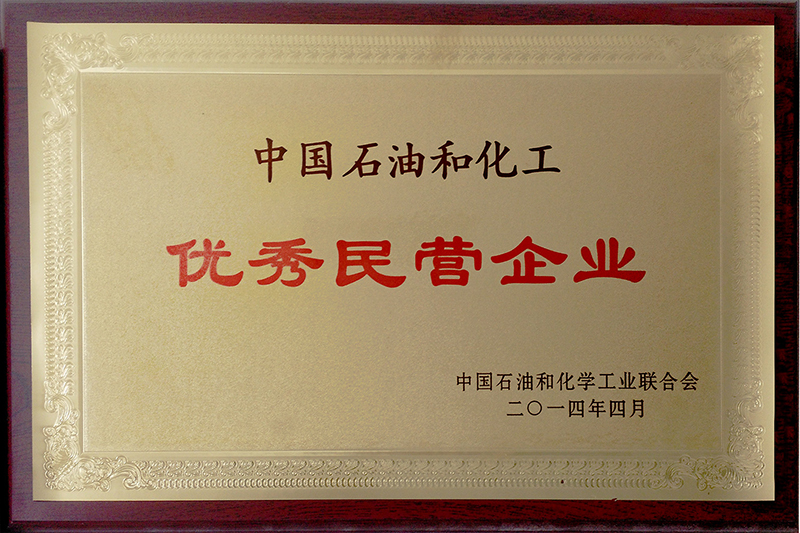 中国石油和化工
优秀民营企业
中国石油和化学工业联合会
二〇一四年四月